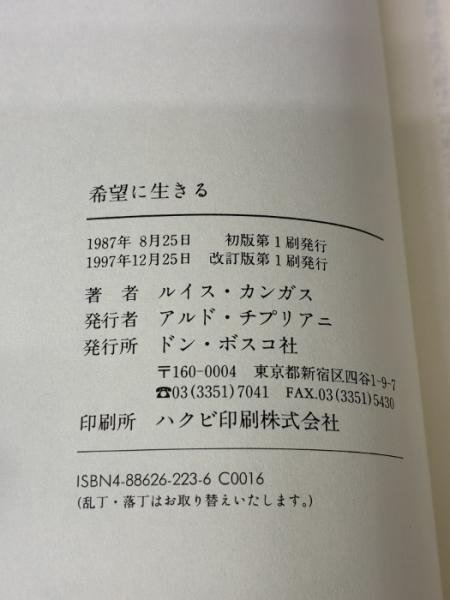 希望に生きる
1987年 8月25日　初版第1刷発行
1997年12月25日　改訂版第1刷発行
著　者　ルイス・カンガス
発行者　アルド・チプリアニ
発行所　ドン・ボスコ社
〒160-0004　東京都新宿区四谷1-9-7
☎03(3351)7041　FAX.03(3351)5430
印刷所　ハクビ印刷株式会社
ISBN4-88626-223-6 C0016
(乱丁・落丁はお取り替えいたします。)